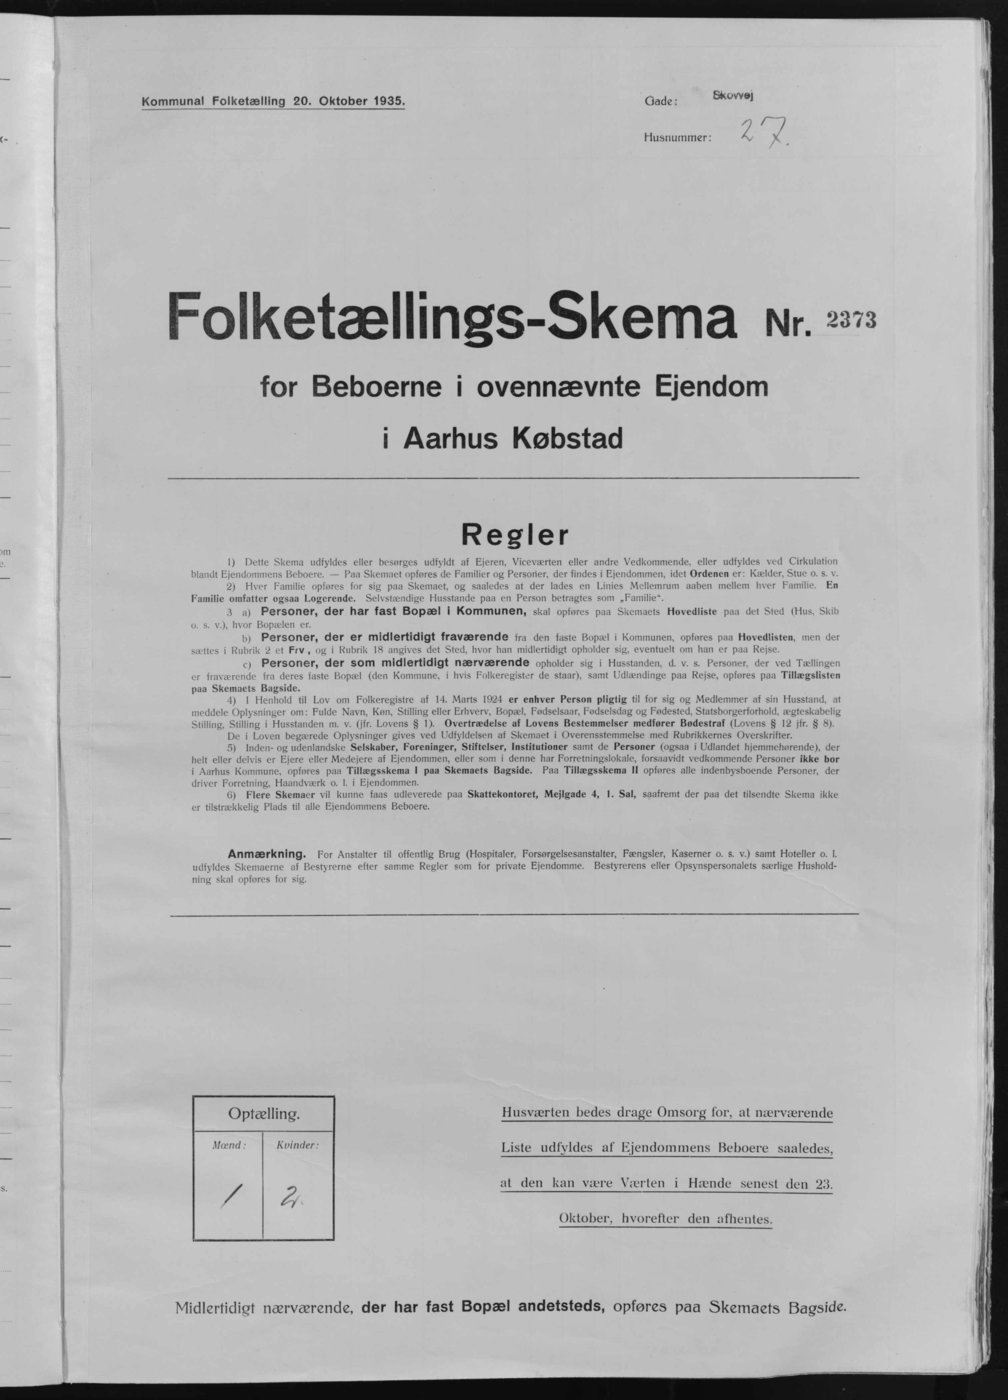 Kommunal Folketælling 20. Oktober 1935.
Gade: Skovvej
Husnummer: 27.
Folketællings-Skema Nr. 2373
for Beboerne i ovennævnte Ejendom
i Aarhus Købstad
Regler
1) Dette Skema udfyldes eller besørges udfyldt af Ejeren, Viceværten eller andre Vedkommende, eller udfyldes ved Cirkulation
blandt Ejendommens Beboere. — Paa Skemaet opføres de Familier og Personer, der findes i Ejendommen, idet Ordenen er: Kælder, Stue o. s. v.
2) Hver Familie opføres for sig paa Skemaet, og saaledes at der lades en Linies Mellemrum aaben mellem hver Familie. En
Familie omfatter ogsaa Logerende. Selvstændige Husstande paa en Person betragtes som „Familie“.
3 a) Personer, der har fast Bopæl i Kommunen, skal opføres paa Skemaets Hovedliste paa det Sted (Hus, Skib
o. s. v.), hvor Bopælen er.
b) Personer, der er midlertidigt fraværende fra den faste Bopæl i Kommunen, opføres paa Hovedlisten, men der
sættes i Rubrik 2 et Frv., og i Rubrik 18 angives det Sted, hvor han midlertidigt opholder sig, eventuelt om han er paa Rejse.
c) Personer, der som midlertidigt nærværende opholder sig i Husstanden, d. v. s. Personer, der ved Tællingen
er fraværende fra deres faste Bopæl (den Kommune, i hvis Folkeregister de staar), samt Udlændinge paa Rejse, opføres paa Tillægslisten
paa Skemaets Bagside.
4) I Henhold til Lov om Folkeregistre af 14. Marts 1924 er enhver Person pligtig til for sig og Medlemmer af sin Husstand, at
meddele Oplysninger om: Fulde Navn, Køn, Stilling eller Erhverv, Bopæl, Fødselsaar, Fødselsdag og Fødested, Statsborgerforhold, ægteskabelig
Stilling, Stilling i Husstanden m. v. (jfr. Lovens § 1). Overtrædelse af Lovens Bestemmelser medfører Bødestraf (Lovens § 12 jfr. § 8).
De i Loven begærede Oplysninger gives ved Udfyldelsen af Skemaet i Overensstemmelse med Rubrikkernes Overskrifter.
5) Inden- og udenlandske Selskaber, Foreninger, Stiftelser, Institutioner samt de Personer (ogsaa i Udlandet hjemmehørende), der
helt eller delvis er Ejere eller Medejere af Ejendommen, eller som i denne har Forretningslokale, forsaavidt vedkommende Personer ikke bor
i Aarhus Kommune, opføres paa Tillægsskema I paa Skemaets Bagside. Paa Tillægsskema II opføres alle indenbysboende Personer, der
driver Forretning, Haandværk o. l. i Ejendommen.
6) Flere Skemaer vil kunne faas udleverede paa Skattekontoret, Mejlgade 4, 1. Sal, saafremt der paa det tilsendte Skema ikke
er tilstrækkelig Plads til alle Ejendommens Beboere.
Anmærkning. For Anstalter til offentlig Brug (Hospitaler, Forsørgelsesanstalter, Fængsler, Kaserner o. s. v.) samt Hoteller o. l.
udfyldes Skemaerne af Bestyrerne efter samme Regler som for private Ejendomme. Bestyrerens eller Opsynspersonalets særlige Hushold-
ning skal opføres for sig.
Optælling.
Mænd: Kvinder:
1 2.
Husværten bedes drage Omsorg for, at nærværende
Liste udfyldes af Ejendommens Beboere saaledes,
at den kan være Værten i Hænde senest den 23.
Oktober, hvorefter den afhentes.
Midlertidigt nærværende, der har fast Bopæl andetsteds, opføres paa Skemaets Bagside.